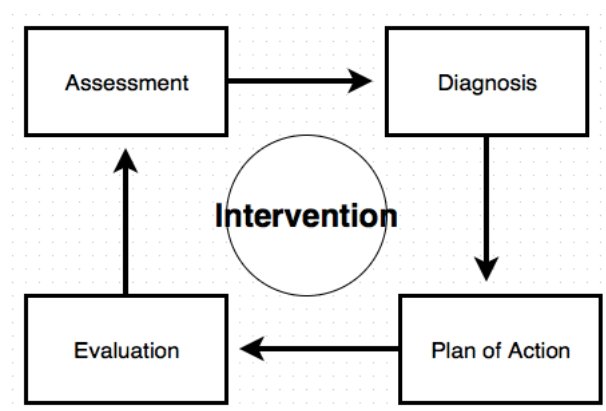 Assessment
Diagnosis
Intervention
Evaluation
Plan of Action